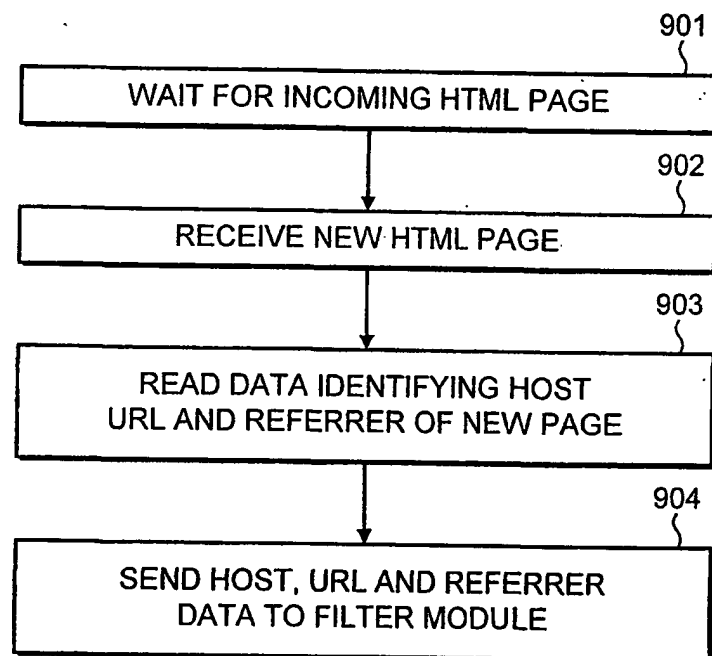 901
WAIT FOR INCOMING HTML PAGE
902
RECEIVE NEW HTML PAGE
903
READ DATA IDENTIFYING HOST
URL AND REFERRER OF NEW PAGE
904
SEND HOST, URL AND REFERRER
DATA TO FILTER MODULE